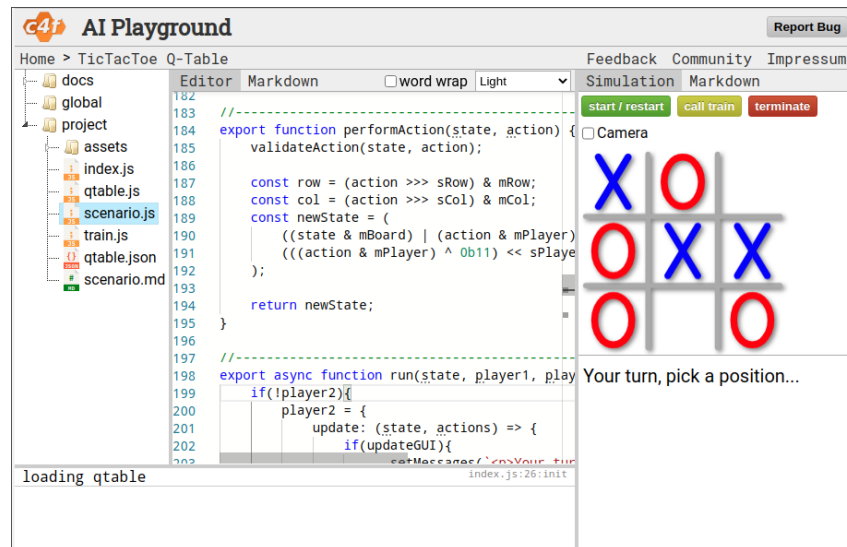 c4f AI Playground Report Bug
Home > TicTacToe Q-Table Feedback Community Impressum
docs
global
project
assets
index.js
qtable.js
scenario.js
train.js
qtable.json
scenario.md
Editor Markdown word wrap Light
182
183 //--------------------------------------------
184 export function performAction(state, action) {
185 validateAction(state, action);
186
187 const row = (action >>> sRow) & mRow;
188 const col = (action >>> sCol) & mCol;
189 const newState = (
190 ((state & mBoard) | (action & mPlayer)
191 (((action & mPlayer) ^ 0b11) << sPlaye
192 );
193
194 return newState;
195 }
196
197 //--------------------------------------------
198 export async function run(state, player1, play
199 if(!player2){
200 player2 = {
201 update: (state, actions) => {
202 if(updateGUI){
203 setMessages(`<p>Your tur
loading qtable index.js:26:init
Simulation Markdown
start / restart call train terminate
Camera
X O
O X X
O O
Your turn, pick a position...